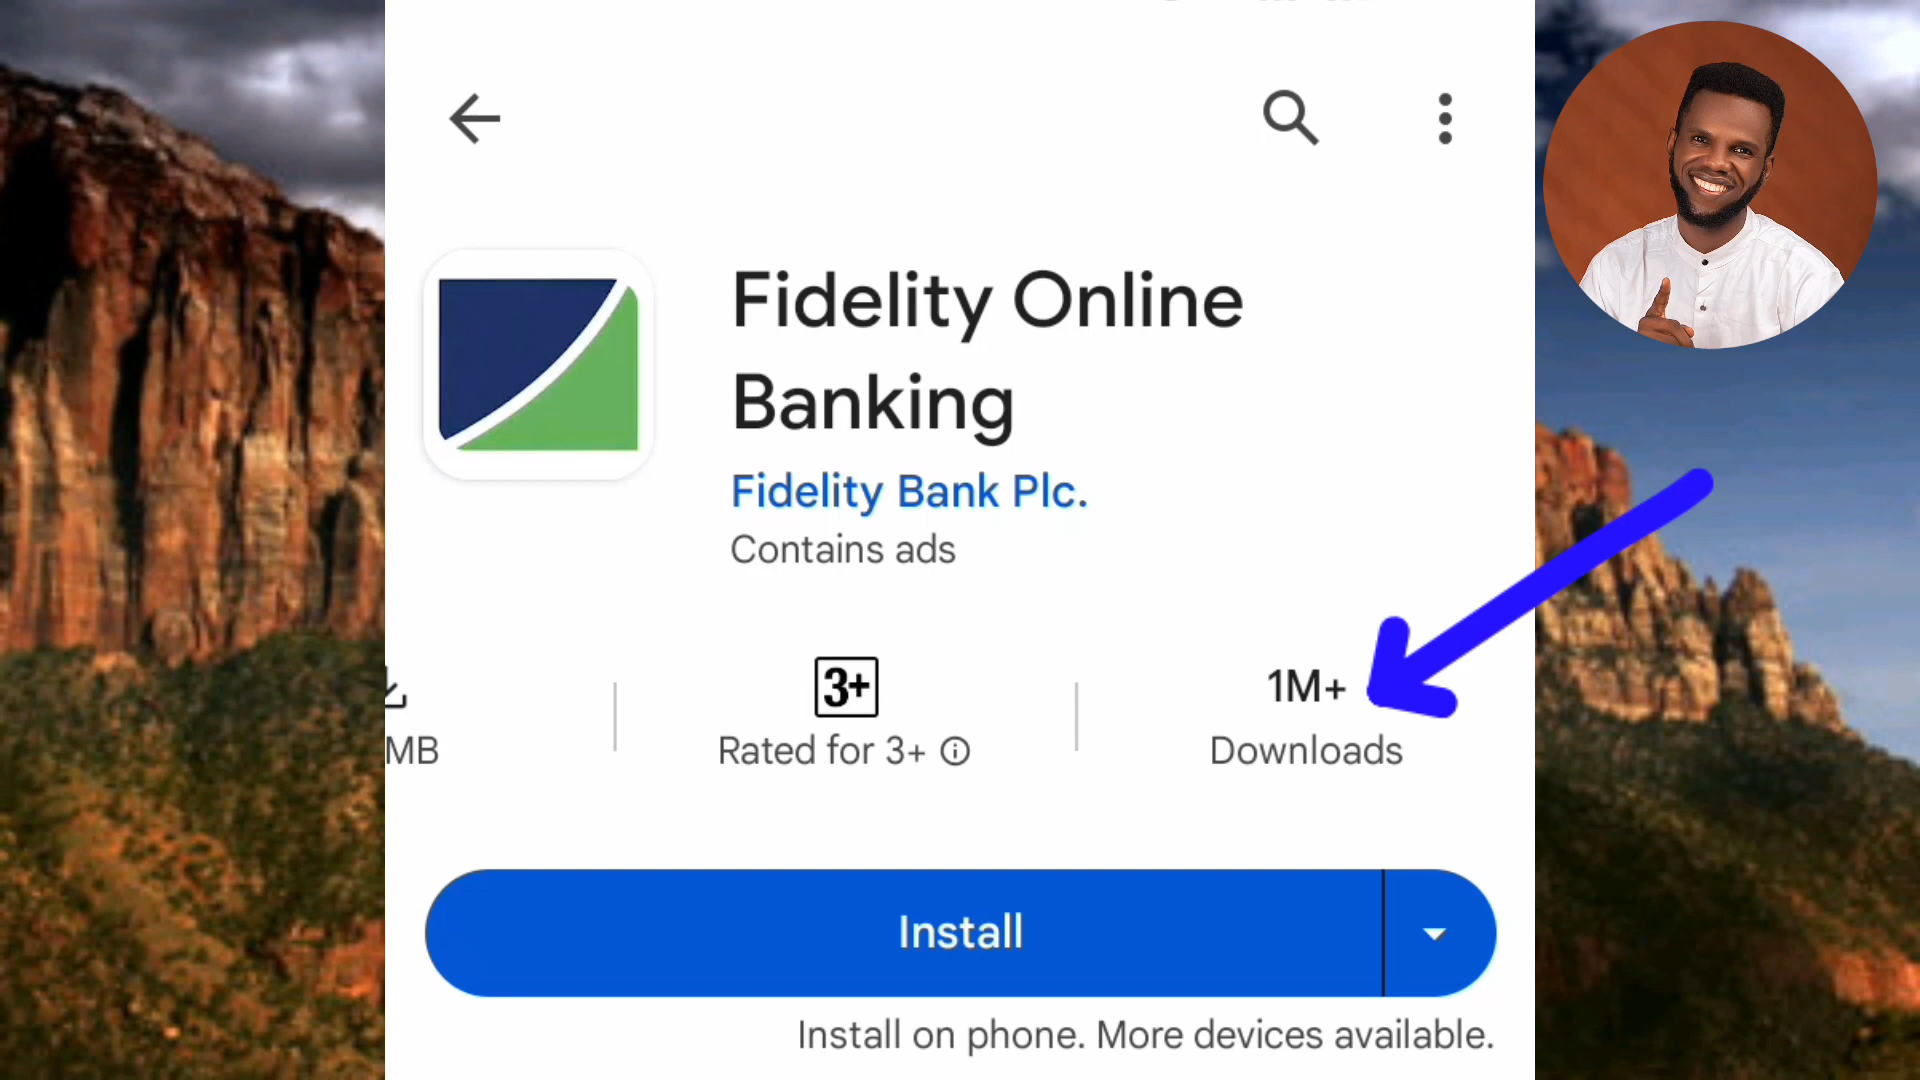 Fidelity Online
Banking
Fidelity Bank Plc.
Contains ads
3+
1M+
MB
Rated for 3+
Downloads
Install
Install on phone. More devices available.